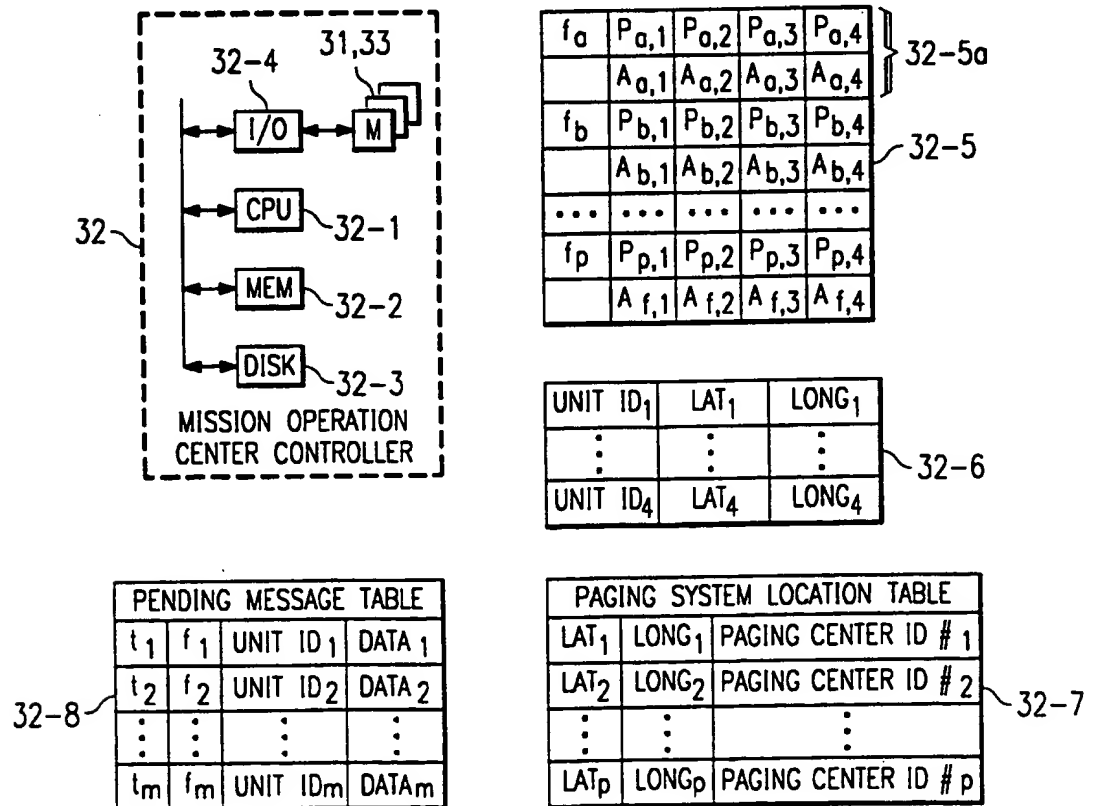 31,33
32-4
I/O
M
CPU
32-1
32
MEM
32-2
DISK
32-3
MISSION OPERATION
CENTER CONTROLLER
fa Pa,1 Pa,2 Pa,3 Pa,4
Aa,1 Aa,2 Aa,3 Aa,4
32-5a
fb Pb,1 Pb,2 Pb,3 Pb,4
32-5
Ab,1 Ab,2 Ab,3 Ab,4
... ... ... ... ...
fp Pp,1 Pp,2 Pp,3 Pp,4
Af,1 Af,2 Af,3 Af,4
UNIT ID1 LAT1 LONG1
⋮ ⋮ ⋮
32-6
UNIT ID4 LAT4 LONG4
PENDING MESSAGE TABLE
t1 f1 UNIT ID1 DATA1
t2 f2 UNIT ID2 DATA2
32-8
⋮ ⋮ ⋮ ⋮
tm fm UNIT IDm DATAm
PAGING SYSTEM LOCATION TABLE
LAT1 LONG1 PAGING CENTER ID #1
LAT2 LONG2 PAGING CENTER ID #2
32-7
⋮ ⋮ ⋮
LATp LONGp PAGING CENTER ID #p